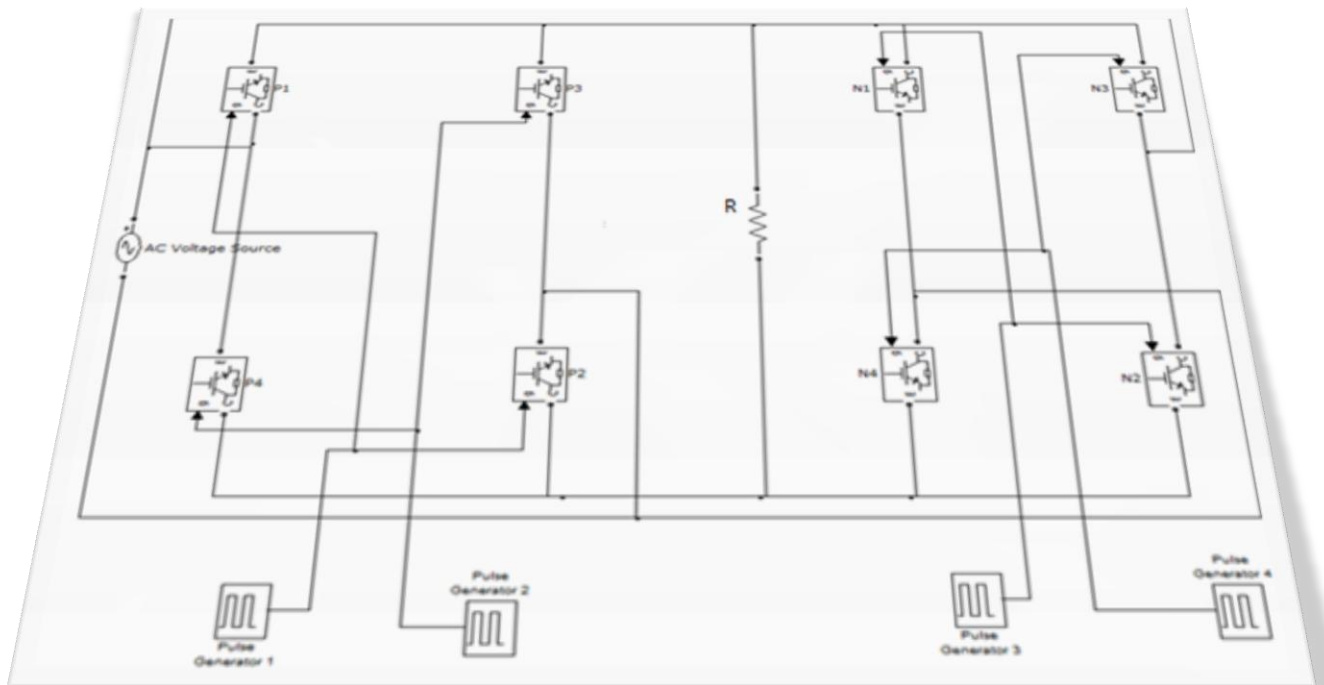 P1
P3
N1
N3
R
AC Voltage Source
P4
P2
N4
N2
Pulse
Generator 1
Pulse
Generator 2
Pulse
Generator 3
Pulse
Generator 4